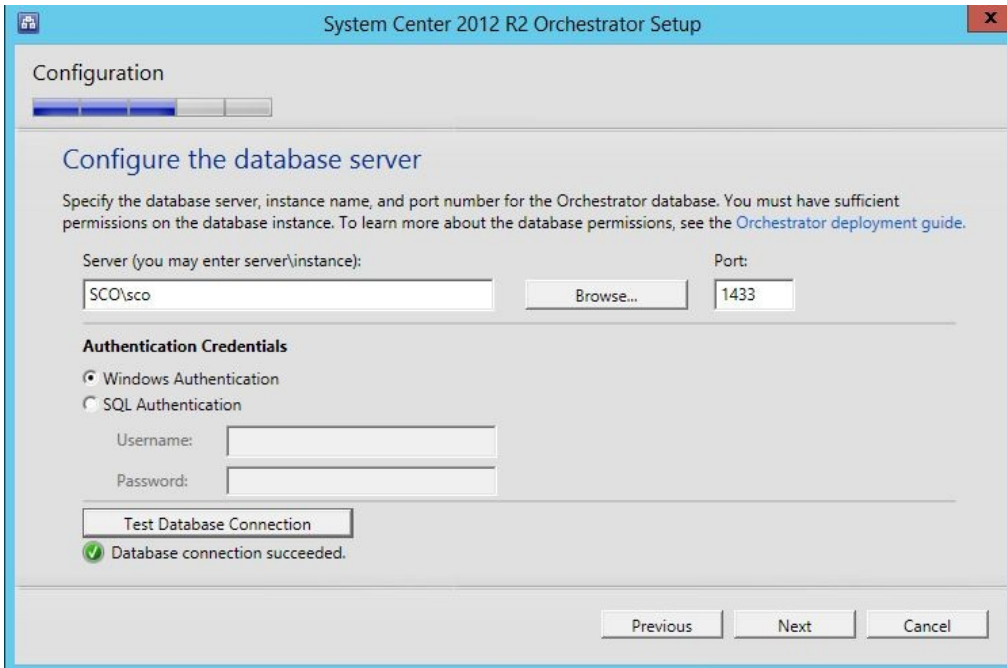 System Center 2012 R2 Orchestrator Setup
x
Configuration
Configure the database server
Specify the database server, instance name, and port number for the Orchestrator database. You must have sufficient
permissions on the database instance. To learn more about the database permissions, see the Orchestrator deployment guide.
Server (you may enter server\instance): Port:
SCO\sco Browse... 1433
Authentication Credentials
Windows Authentication
SQL Authentication
Username:
Password:
Test Database Connection
Database connection succeeded.
Previous Next Cancel